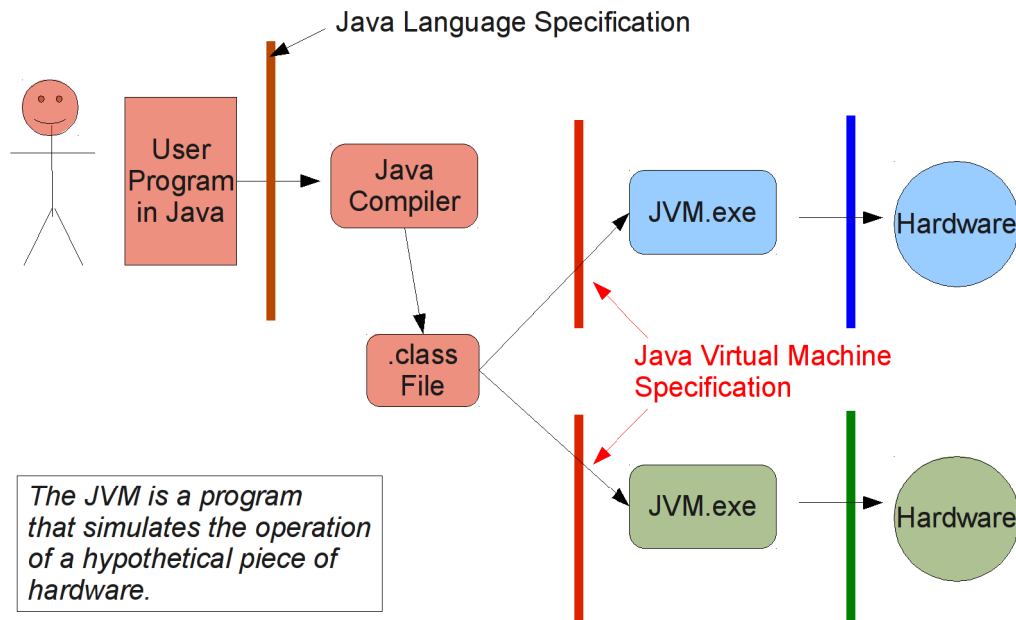 Java Language Specification
User
Program
in Java
Java
Compiler
.class
File
JVM.exe
Hardware
Java Virtual Machine
Specification
JVM.exe
Hardware
The JVM is a program
that simulates the operation
of a hypothetical piece of
hardware.